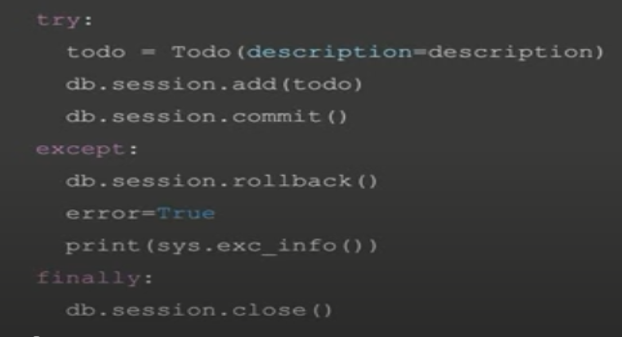 try:
todo = Todo(description=description)
db.session.add(todo)
db.session.commit()
except:
db.session.rollback()
error=True
print(sys.exc_info())
finally:
db.session.close()